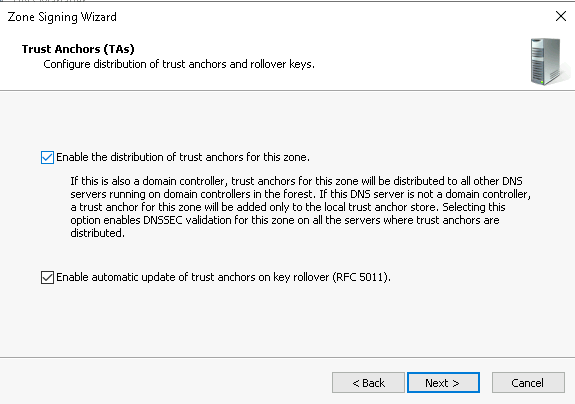 Zone Signing Wizard
Trust Anchors (TAs)
Configure distribution of trust anchors and rollover keys.
Enable the distribution of trust anchors for this zone.
If this is also a domain controller, trust anchors for this zone will be distributed to all other DNS
servers running on domain controllers in the forest. If this DNS server is not a domain controller,
a trust anchor for this zone will be added only to the local trust anchor store. Selecting this
option enables DNSSEC validation for this zone on all the servers where trust anchors are
distributed.
Enable automatic update of trust anchors on key rollover (RFC 5011).
< Back
Next >
Cancel